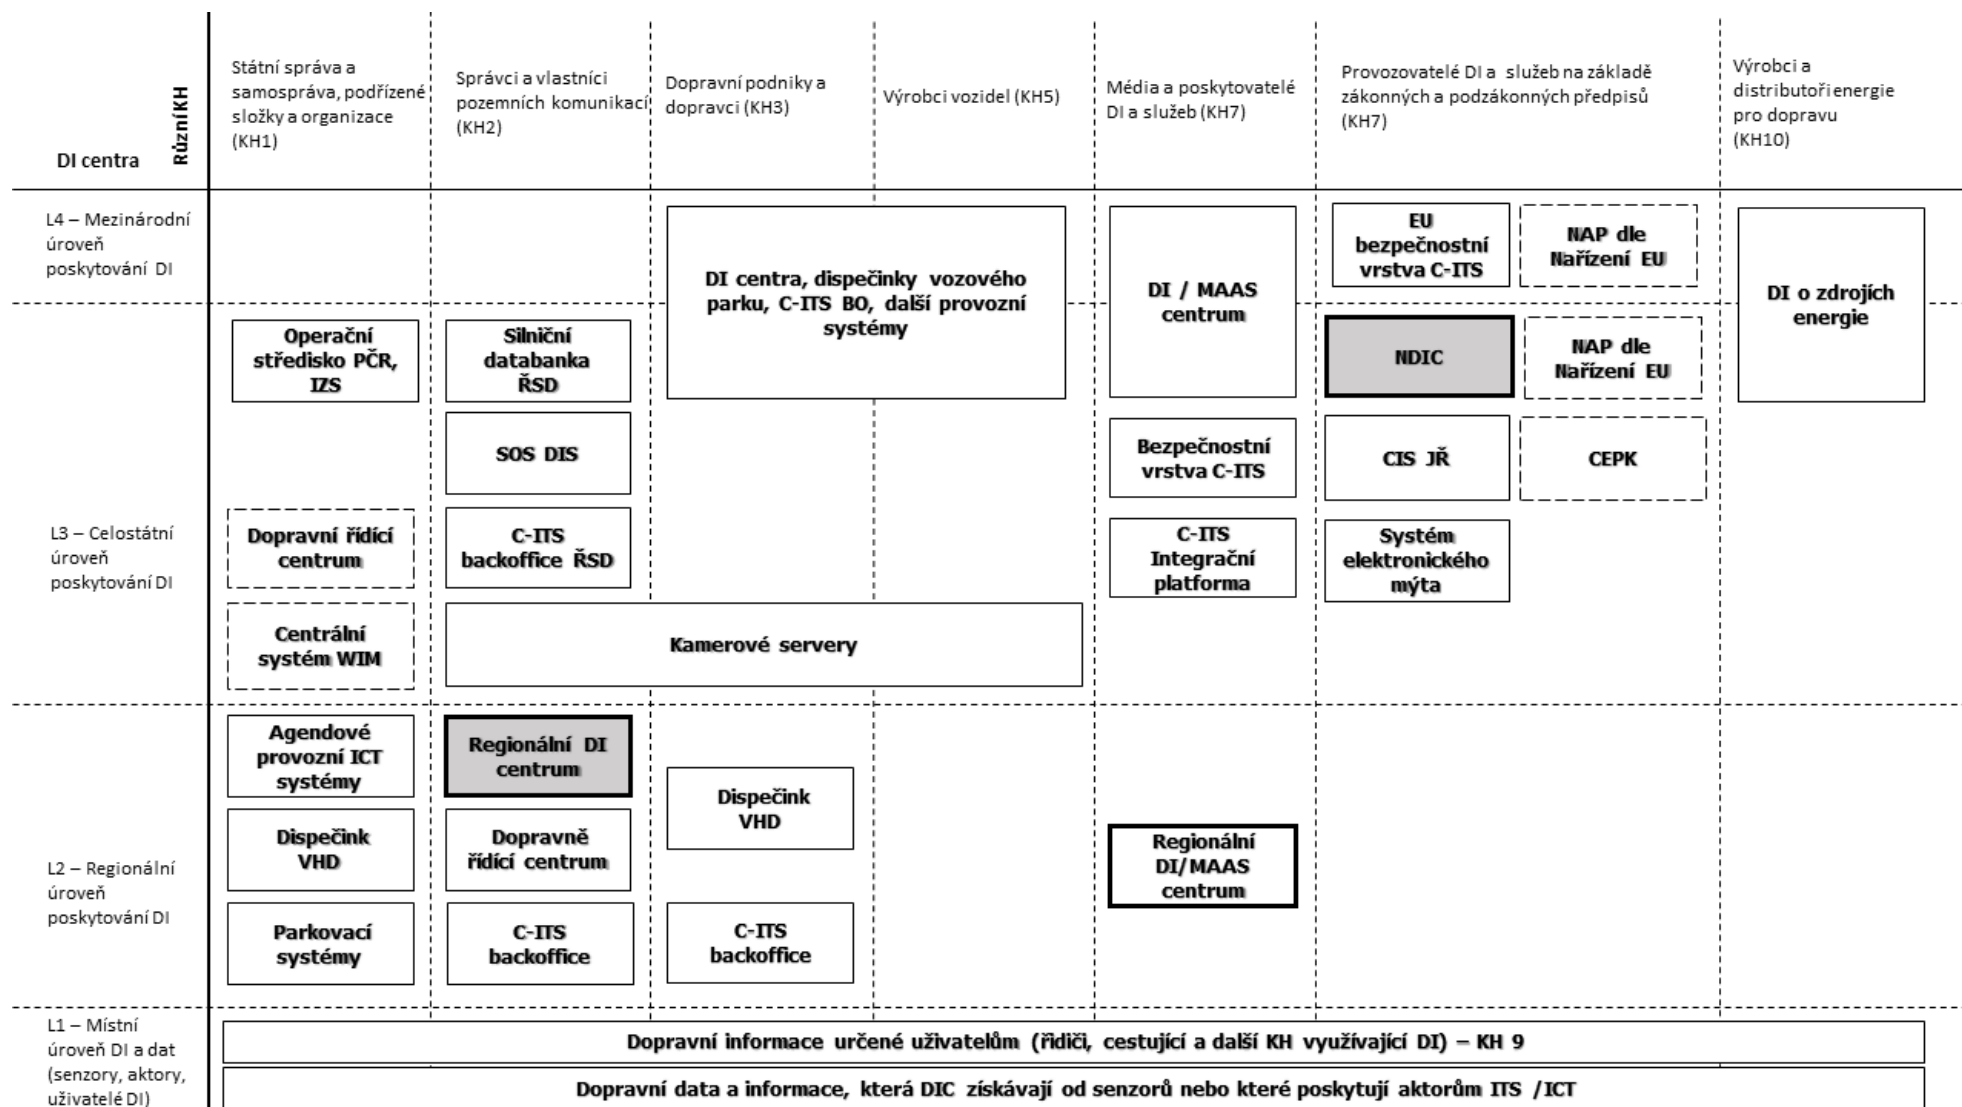 DI centra
RůzníKH
Státní správa a
samospráva, podřízené
složky a organizace
(KH1)
Správci a vlastníci
pozemních komunikací
(KH2)
Dopravní podniky a
dopravci (KH3)
Výrobci vozidel (KH5)
Média a poskytovatelé
DI a služeb (KH7)
Provozovatelé DI a služeb na základě
zákonných a podzákonných předpisů
(KH7)
Výrobci a
distributoři energie
pro dopravu
(KH10)
L4 – Mezinárodní
úroveň
poskytování DI
DI centra, dispečinky vozového
parku, C-ITS BO, další provozní
systémy
DI / MAAS
centrum
EU
bezpečnostní
vrstva C-ITS
NAP dle
Nařízení EU
DI o zdrojích
energie
L3 – Celostátní
úroveň
poskytování DI
Operační
středisko PČR,
IZS
Silniční
databanka
ŘSD
NDIC
NAP dle
Nařízení EU
SOS DIS
Bezpečnostní
vrstva C-ITS
CIS JŘ
CEPK
Dopravní řídící
centrum
C-ITS
backoffice ŘSD
C-ITS
Integrační
platforma
Systém
elektronického
mýta
Centrální
systém WIM
Kamerové servery
L2 – Regionální
úroveň
poskytování DI
Agendové
provozní ICT
systémy
Regionální DI
centrum
Dispečink
VHD
Dispečink
VHD
Dopravně
řídící centrum
Regionální
DI/MAAS
centrum
Parkovací
systémy
C-ITS
backoffice
C-ITS
backoffice
L1 – Místní
úroveň DI a dat
(senzory, aktory,
uživatelé DI)
Dopravní informace určené uživatelům (řidiči, cestující a další KH využívající DI) – KH 9
Dopravní data a informace, která DIC získávají od senzorů nebo které poskytují aktorům ITS /ICT